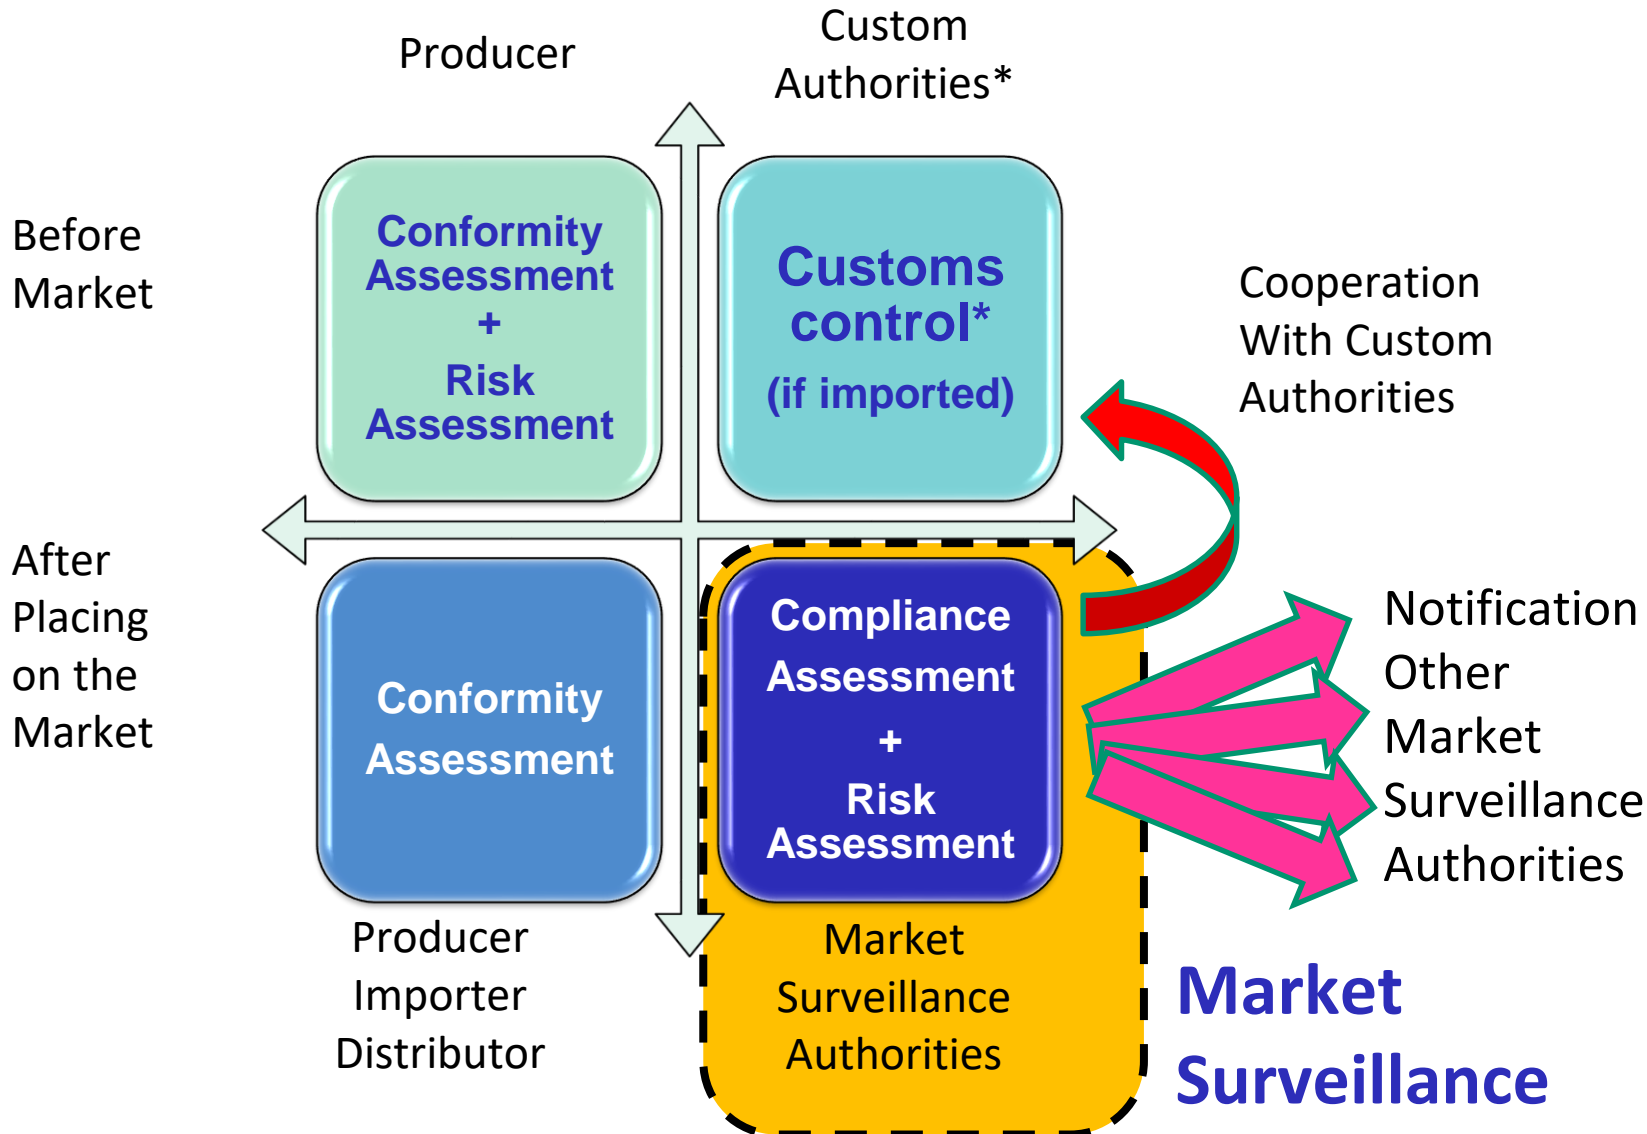 Producer
Custom
Authorities*
Before
Market
Conformity
Assessment
+
Risk
Assessment
Customs
control*
(if imported)
Cooperation
With Custom
Authorities
After
Placing
on the
Market
Conformity
Assessment
Compliance
Assessment
+
Risk
Assessment
Notification
Other
Market
Surveillance
Authorities
Producer
Importer
Distributor
Market
Surveillance
Authorities
Market
Surveillance